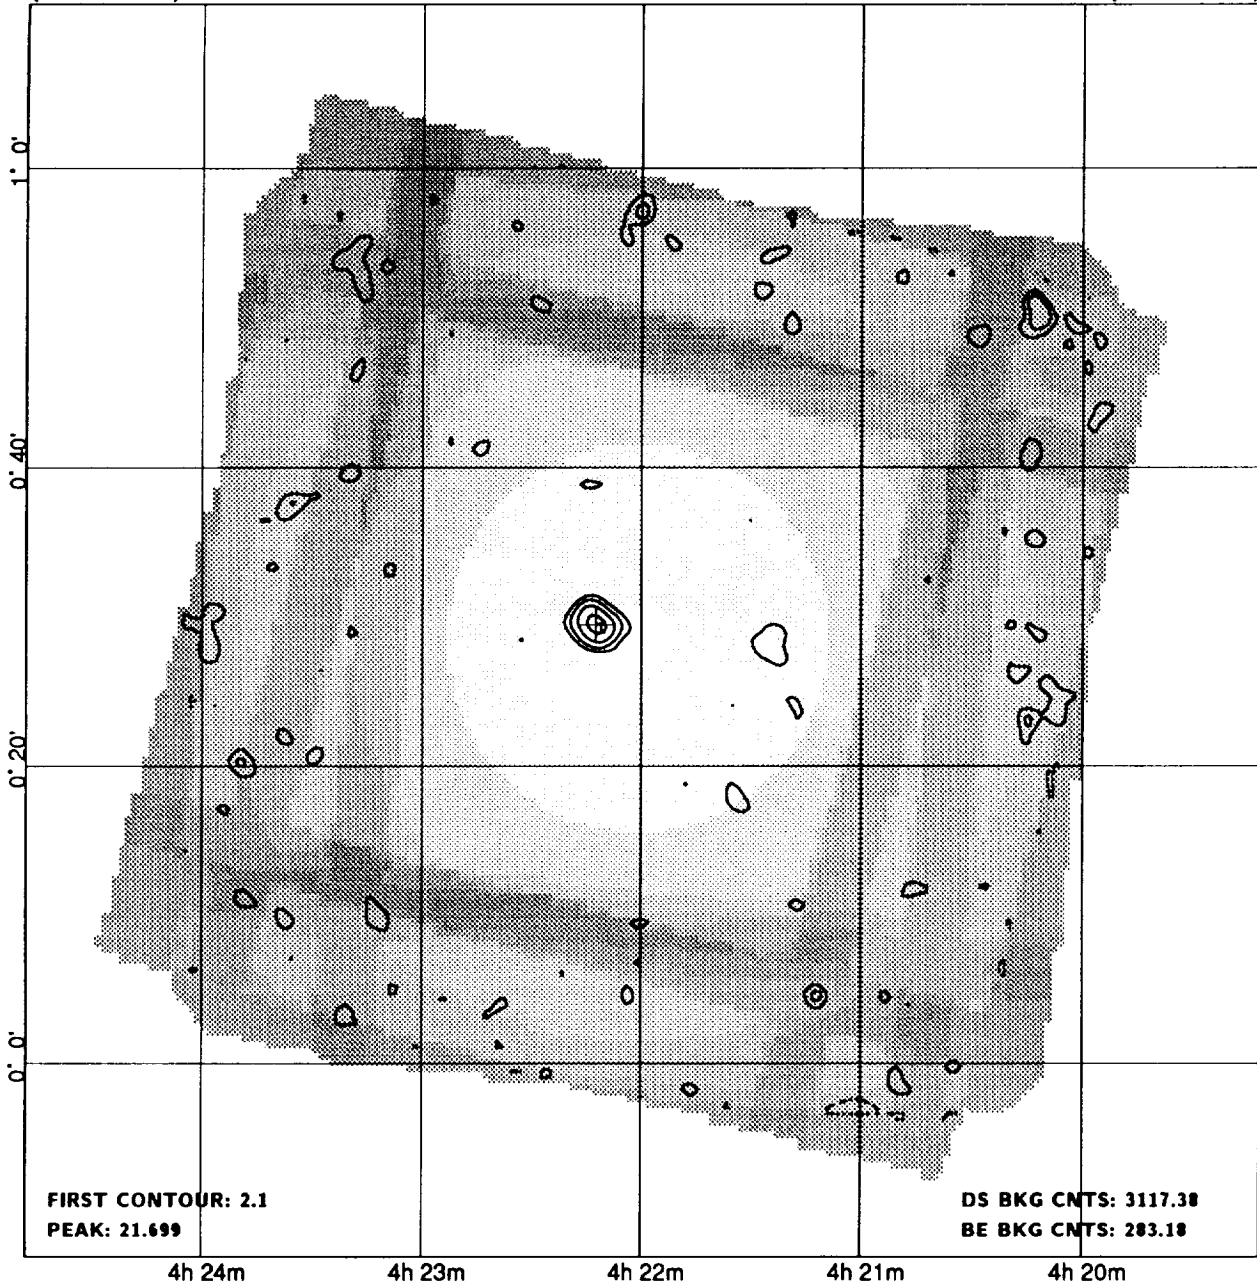 1° 0'
0° 40'
0° 20'
0° 0'
FIRST CONTOUR: 2.1
PEAK: 21.699
DS BKG CNTS: 3117.38
BE BKG CNTS: 283.18
4h 24m
4h 23m
4h 22m
4h 21m
4h 20m